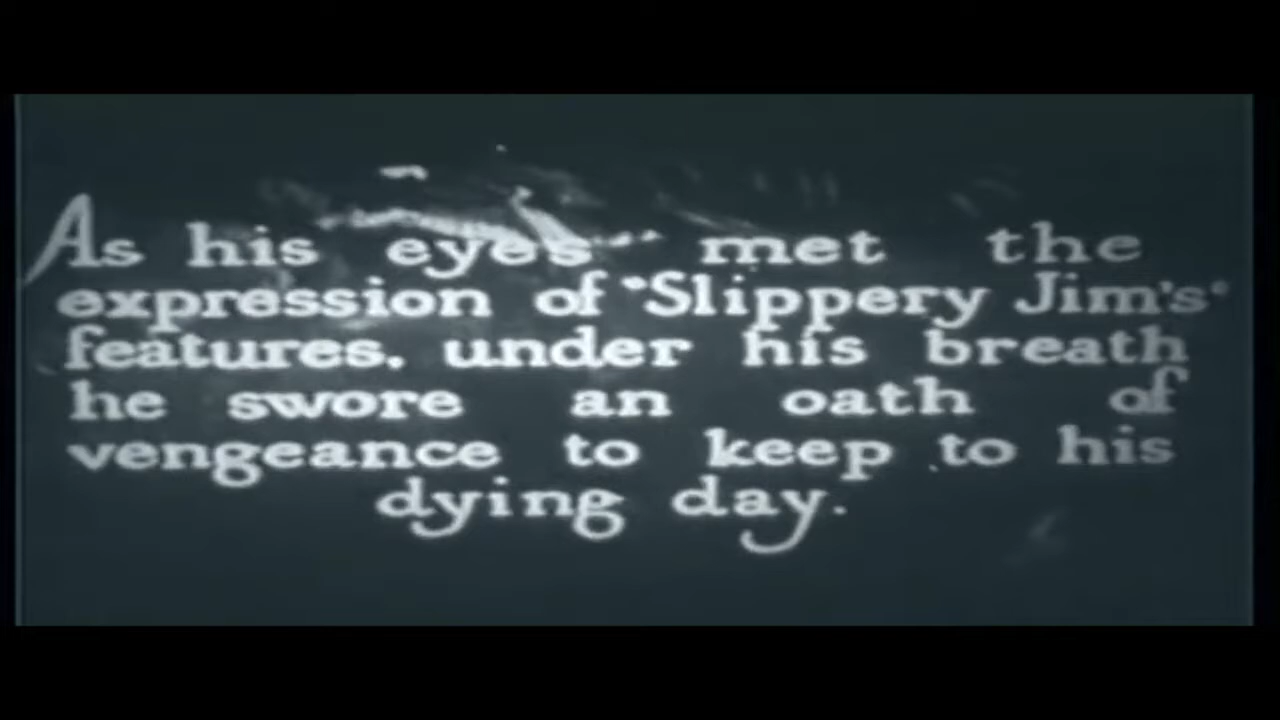 As his eyes met the
expression of "Slippery Jim's"
features. under his breath
he swore an oath of
vengeance to keep to his
dying day.